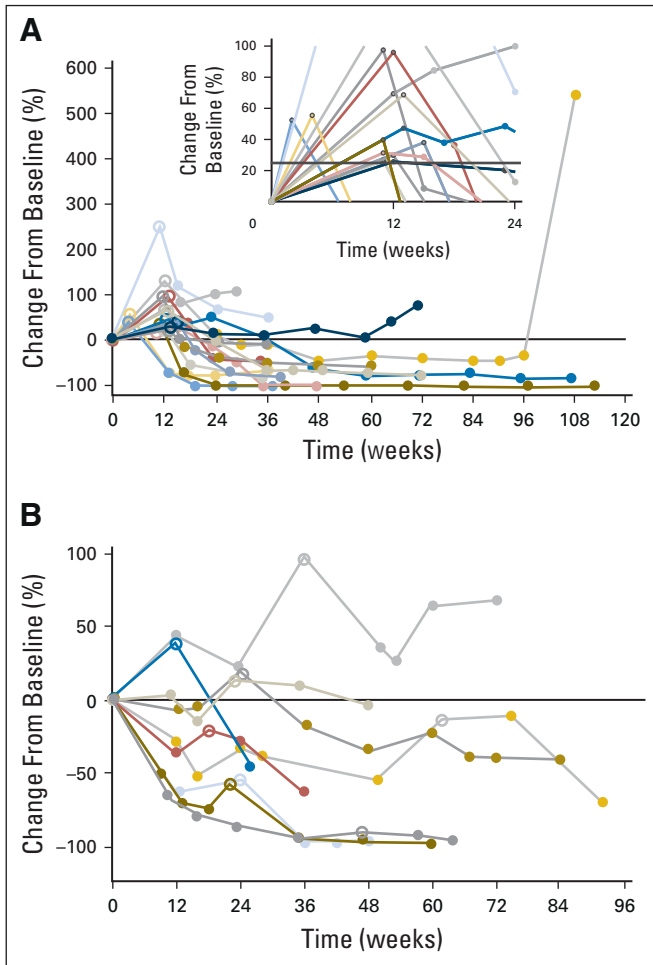 A
600
500
400
300
200
100
0
–100
Change From Baseline (%)
0 12 24 36 48 60 72 84 96 108 120
Time (weeks)
100
80
60
40
20
0
Change From
Baseline (%)
12 24
Time (weeks)
B
100
50
0
–50
–100
Change From Baseline (%)
0 12 24 36 48 60 72 84 96
Time (weeks)